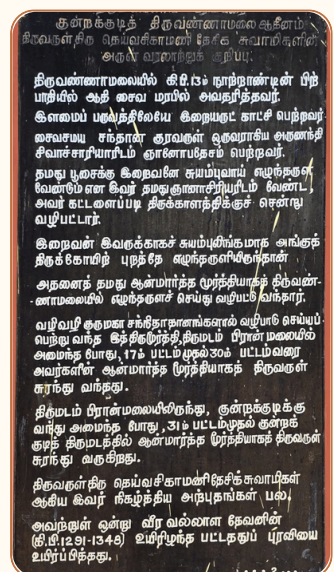 குன்றக்குடித் திருவண்ணாமலை ஆதீனம்
திருவருள்திரு தெய்வசிகாமணி தேசிக சுவாமிகளின்
அருள் வரலாற்றுக் குறிப்பு:
திருவண்ணாமலையில் கி.பி.13ம் நூற்றாண்டின் பிற்
பாதியில் ஆதி சைவ மரபில் அவதரித்தவர்.
இளமைப் பருவத்திலேயே இறையருட் காட்சி பெற்றவர்.
சைவசமய சந்தான குரவருள் ஒருவராகிய அருணந்தி
சிவாச்சாரியாரிடம் ஞானோபதேசம் பெற்றவர்.
தமது பூசைக்கு இறைவனே சுயம்புவாய் எழுந்தருள
வேண்டும் என இவர் தமதுஞானாசிரியரிடம் வேண்ட,
அவர் கட்டளைப்படி திருக்காளத்திக்குச் சென்று
வழிபட்டார்.
இறைவன் இவருக்காகச் சுயம்புலிங்கமாக அங்குத்
திருக்கோயிற் புறத்தே எழுந்தருளியிருந்தான்
அதனைத் தமது ஆன்மார்த்த மூர்த்தியாகத் திருவண்-
-ணாமலையில் எழுந்தருளச் செய்து வழிபட்டு வந்தார்.
வழிவழி குருமகா சந்நிதானங்களால் வழிபாடு செய்யப்-
பெற்று வந்த இத்திருமூர்த்தி,திருமடம் பிரான் மலையில்
அமைந்த போது, 17ம் பட்டம்முதல் 30ம் பட்டம்வரை
அவர்களின் ஆன்மார்த்த மூர்த்தியாகத் திருவருள்
சுரந்து வந்தது.
திருமடம் பிரான்மலையிலிருந்து, குன்றக்குடிக்கு
வந்து அமைந்த போது, 31ம் பட்டம்முதல் குன்றக்
குடித் திருமடத்தில் ஆன்மார்த்த மூர்த்தியாகத் திருவருள்
சுரந்து வருகிறது.
திருவருள்திரு தெய்வசிகாமணிதேசிகசுவாமிகள்
ஆகிய இவர் நிகழ்த்திய அற்புதங்கள் பல.
அவற்றுள் ஒன்று வீர வல்லாள தேவனின்
(கி.பி.1291-1348) உயிரிழந்த பட்டத்துப் புரவியை
உயிர்ப்பித்தது.